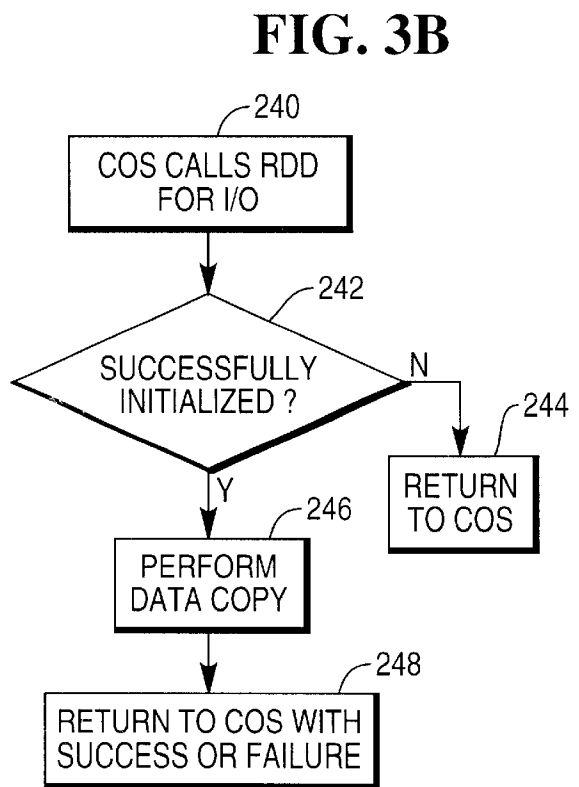 FIG. 3B
240
COS CALLS RDD
FOR I/O
242
SUCCESSFULLY
INITIALIZED ?
N
244
RETURN
TO COS
Y
246
PERFORM
DATA COPY
248
RETURN TO COS WITH
SUCCESS OR FAILURE